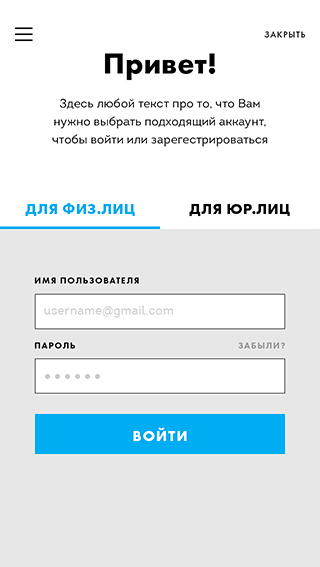 ЗАКРЫТЬ
Привет!
Здесь любой текст про то, что Вам
нужно выбрать подходящий аккаунт,
чтобы войти или зарегестрироваться
ДЛЯ ФИЗ.ЛИЦ ДЛЯ ЮР.ЛИЦ
ИМЯ ПОЛЬЗОВАТЕЛЯ
username@gmail.com
ПАРОЛЬ ЗАБЫЛИ?
ВОЙТИ